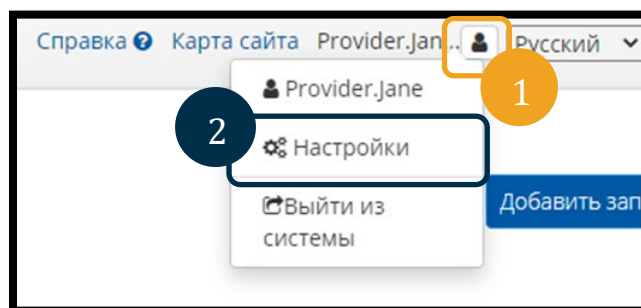 Справка Карта сайта Provider.Jan... Русский
Provider.Jane
1
2
Настройки
Добавить зап
Выйти из
системы